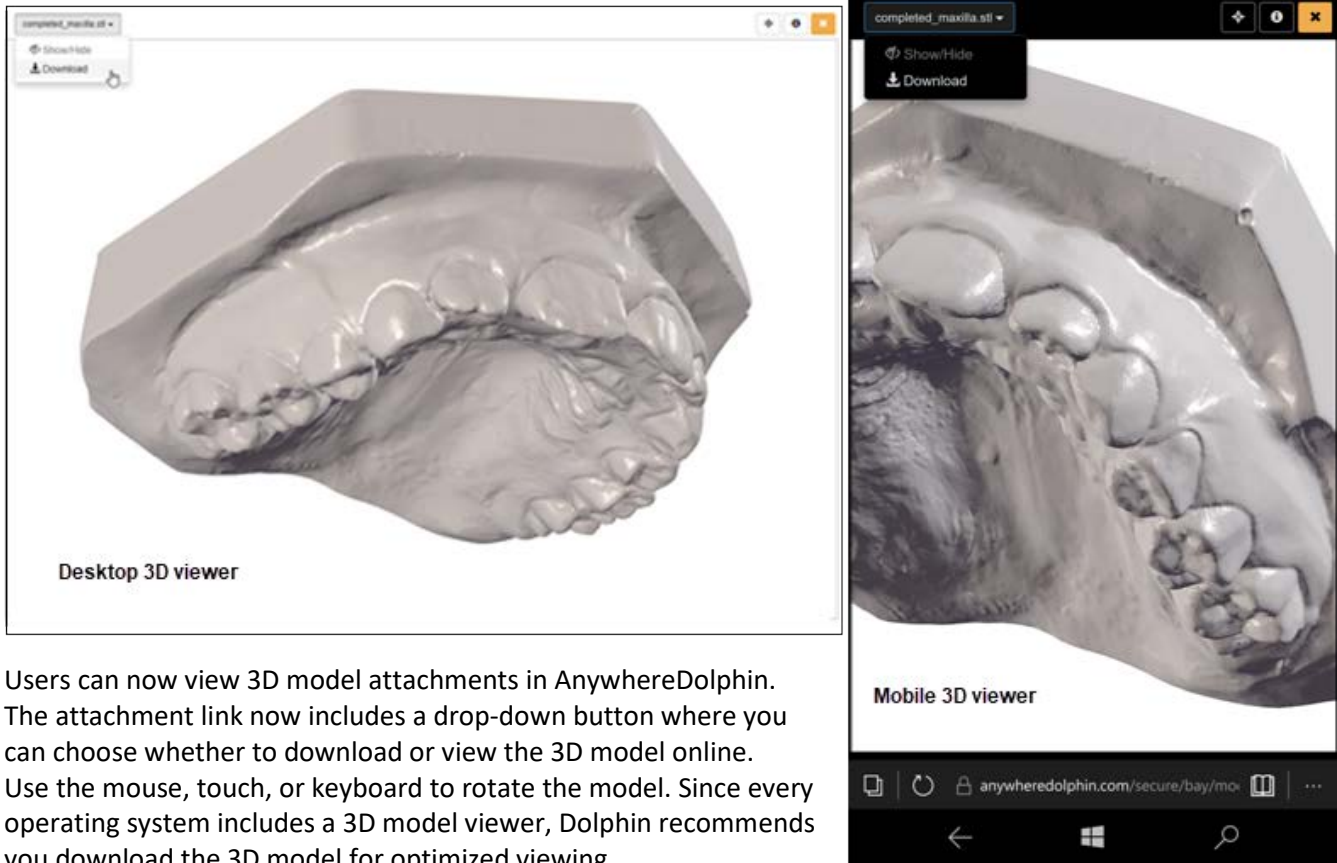 completed_maxilla.stl
Show/Hide
Download
Desktop 3D viewer
completed_maxilla.stl
Show/Hide
Download
Mobile 3D viewer
anywheredolphin.com/secure/bay/mo
Users can now view 3D model attachments in AnywhereDolphin.
The attachment link now includes a drop-down button where you
can choose whether to download or view the 3D model online.
Use the mouse, touch, or keyboard to rotate the model. Since every
operating system includes a 3D model viewer, Dolphin recommends
you download the 3D model for optimized viewing.